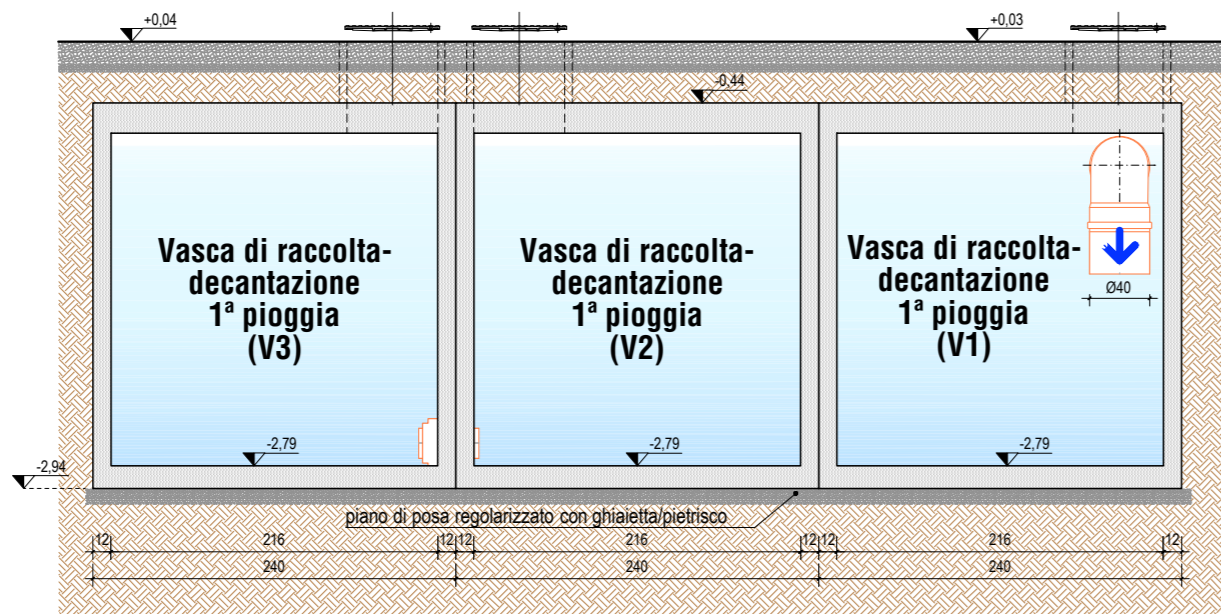 +0,04
+0,03
-0,44
Vasca di raccolta-
decantazione
1ª pioggia
(V3)
Vasca di raccolta-
decantazione
1ª pioggia
(V2)
Vasca di raccolta-
decantazione
1ª pioggia
(V1)
Ø40
-2,79
-2,79
-2,79
-2,94
piano di posa regolarizzato con ghiaietta/pietrisco
12 216 12 12 216 12 12 216 12
240 240 240